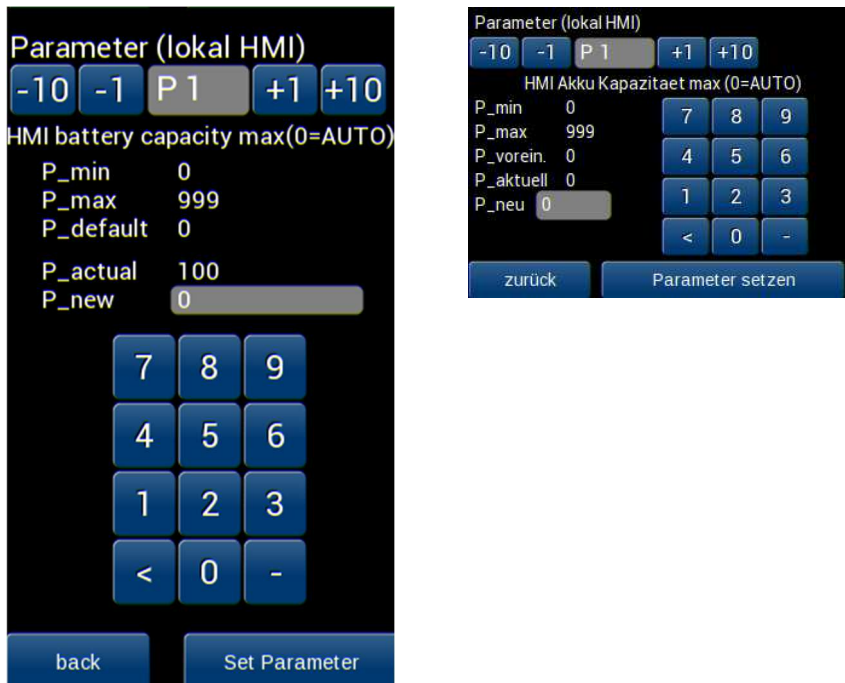 Parameter (lokal HMI)
-10 -1 P 1 +1 +10
HMI battery capacity max(0=AUTO)
P_min 0
P_max 999
P_default 0
P_actual 100
P_new 0
7 8 9
4 5 6
1 2 3
< 0 -
back Set Parameter
Parameter (lokal HMI)
-10 -1 P 1 +1 +10
HMI Akku Kapazitaet max (0=AUTO)
P_min 0
P_max 999
P_vorein. 0
P_aktuell 0
P_neu 0
7 8 9
4 5 6
1 2 3
< 0 -
zurück Parameter setzen